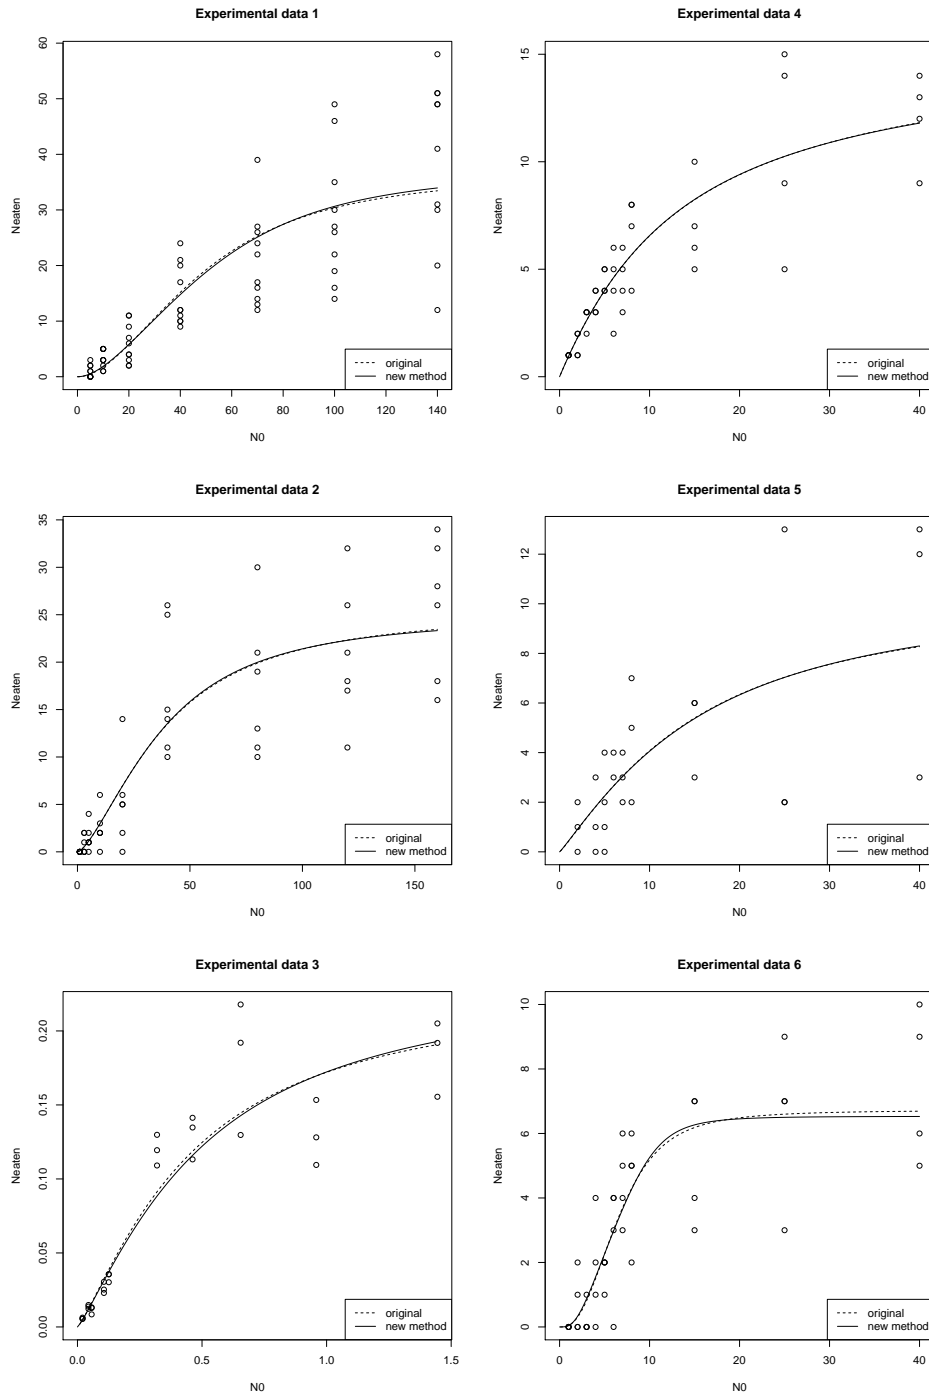 Experimental data 1
Neaten
60
50
40
30
20
10
0
0 20 40 60 80 100 120 140
N0
original
new method
Experimental data 4
Neaten
15
10
5
0
0 10 20 30 40
N0
original
new method
Experimental data 2
Neaten
35
30
25
20
15
10
5
0
0 50 100 150
N0
original
new method
Experimental data 5
Neaten
12
10
8
6
4
2
0
0 10 20 30 40
N0
original
new method
Experimental data 3
Neaten
0.20
0.15
0.10
0.05
0.00
0.0 0.5 1.0 1.5
N0
original
new method
Experimental data 6
Neaten
10
8
6
4
2
0
0 10 20 30 40
N0
original
new method